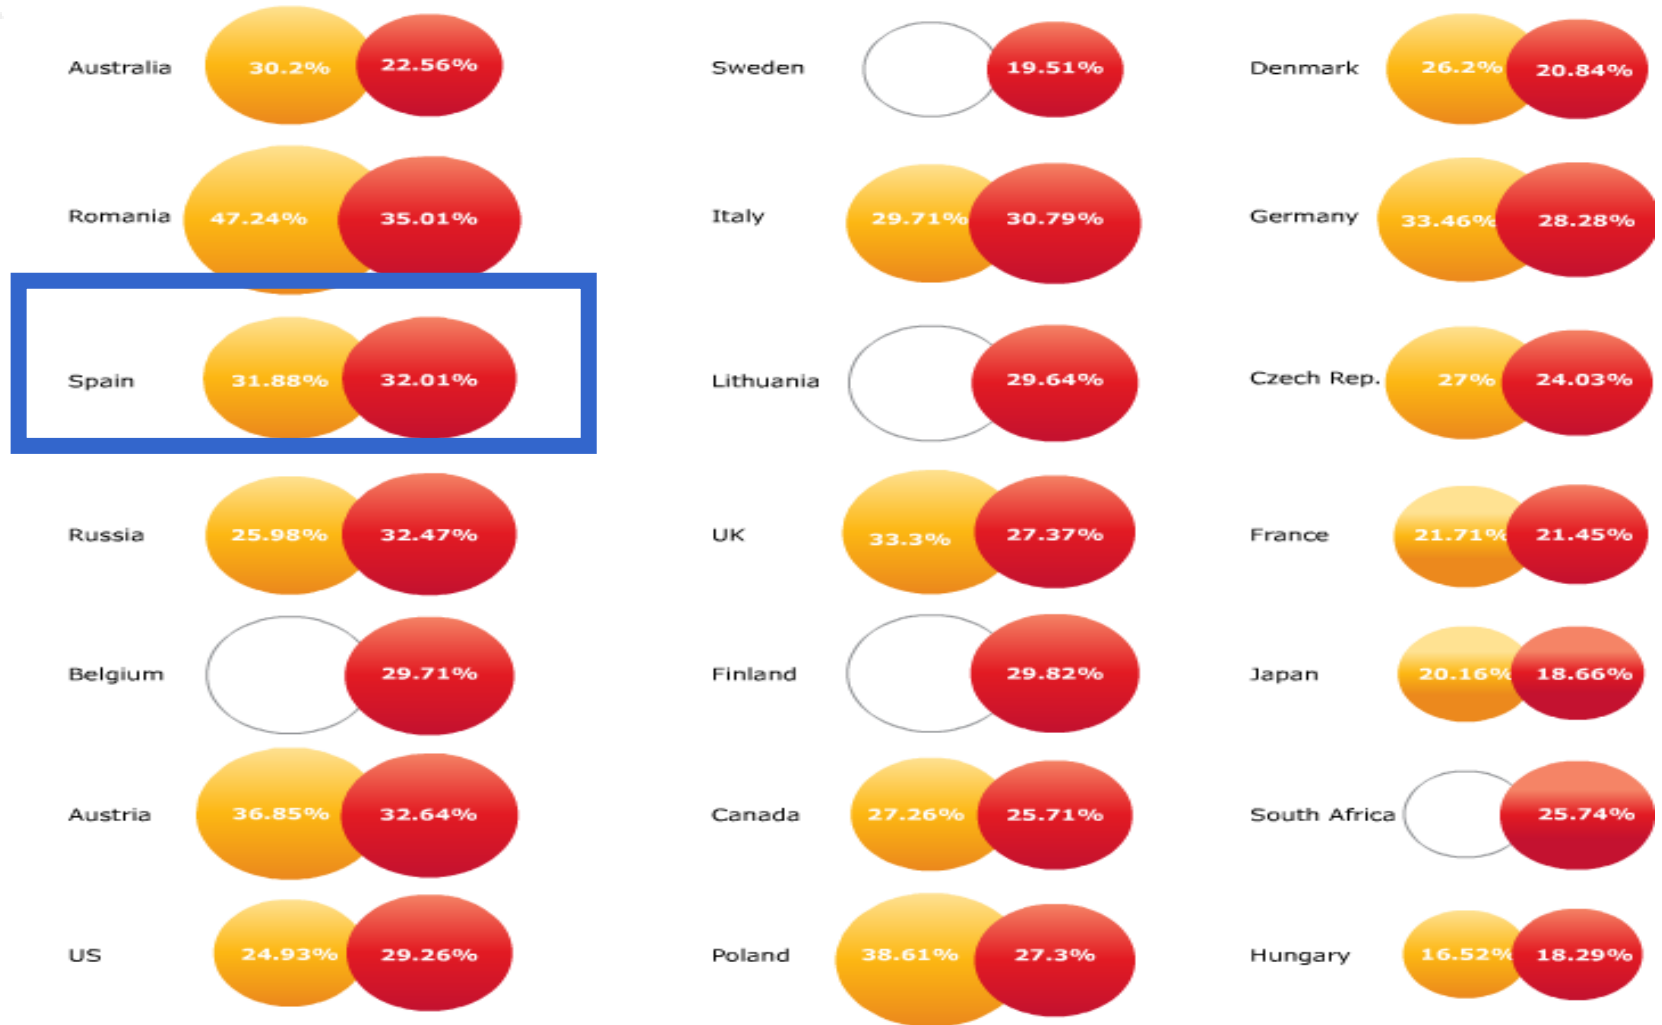 Australia 30.2% 22.56%
Romania 47.24% 35.01%
Spain 31.88% 32.01%
Russia 25.98% 32.47%
Belgium 29.71%
Austria 36.85% 32.64%
US 24.93% 29.26%
Sweden 19.51%
Italy 29.71% 30.79%
Lithuania 29.64%
UK 33.3% 27.37%
Finland 29.82%
Canada 27.26% 25.71%
Poland 38.61% 27.3%
Denmark 26.2% 20.84%
Germany 33.46% 28.28%
Czech Rep. 27% 24.03%
France 21.71% 21.45%
Japan 20.16% 18.66%
South Africa 25.74%
Hungary 16.52% 18.29%